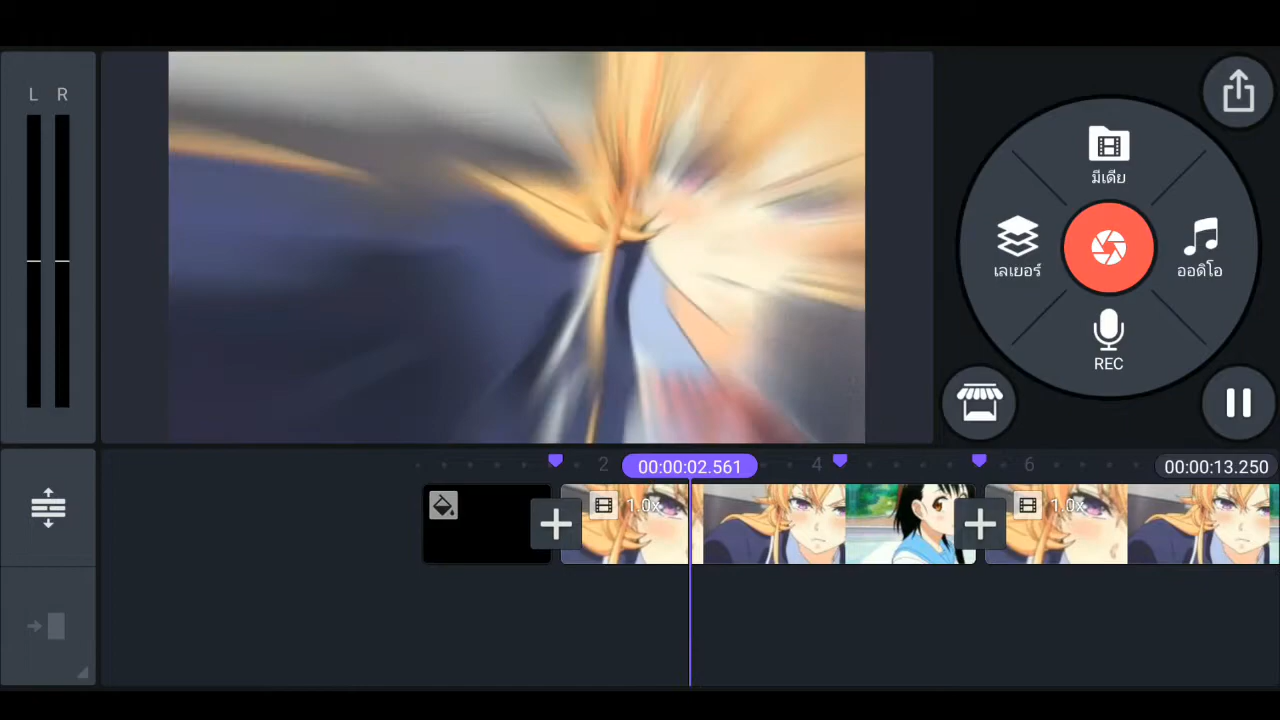 L R
มีเดีย
เลเยอร์
ออดิโอ
REC
2
00:00:02.561
4
6
00:00:13.250
1.0x
1.0x